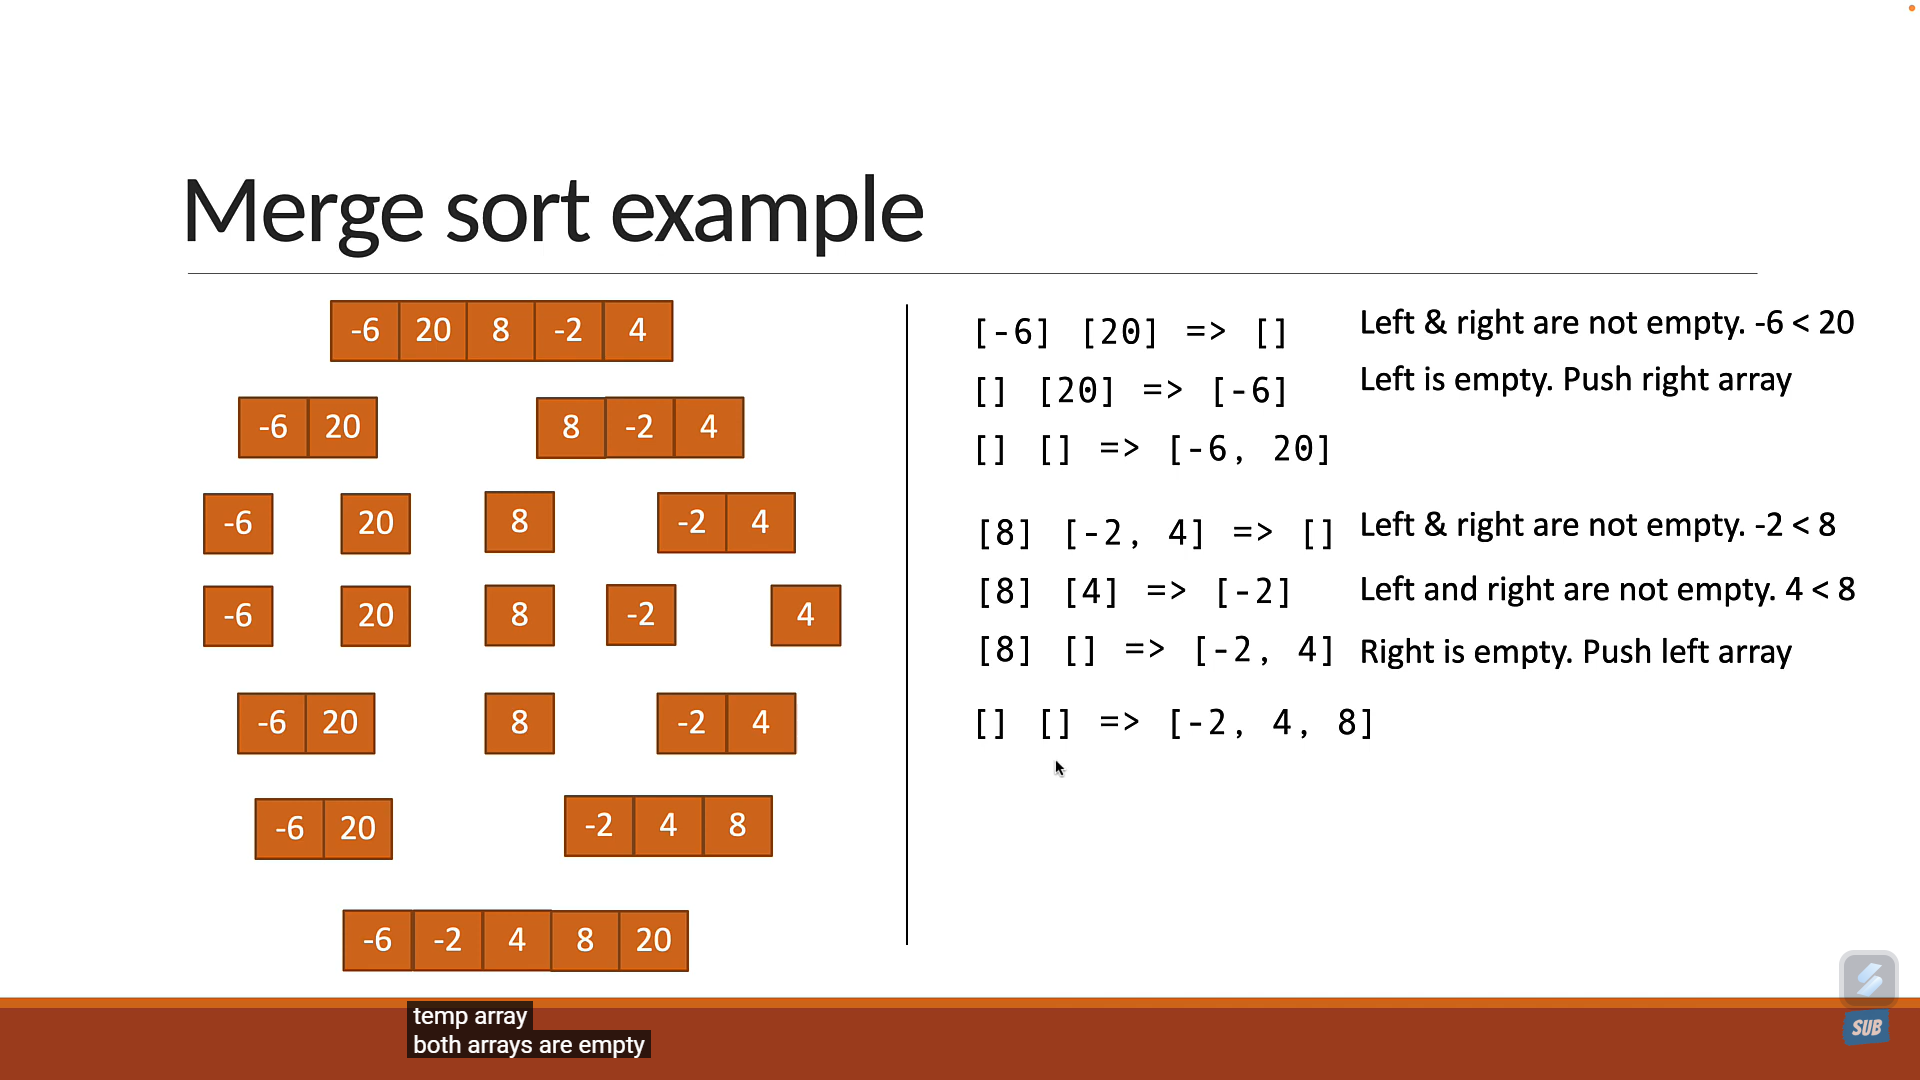 Merge sort example
-6 20 8 -2 4
-6 20 8 -2 4
-6 20 8 -2 4
-6 20 8 -2 4
-6 20 8 -2 4
-6 20 -2 4 8
-6 -2 4 8 20
[-6] [20] => [] Left & right are not empty. -6 < 20
[] [20] => [-6] Left is empty. Push right array
[] [] => [-6, 20]
[8] [-2, 4] => [] Left & right are not empty. -2 < 8
[8] [4] => [-2] Left and right are not empty. 4 < 8
[8] [] => [-2, 4] Right is empty. Push left array
[] [] => [-2, 4, 8]
temp array
both arrays are empty
SUB